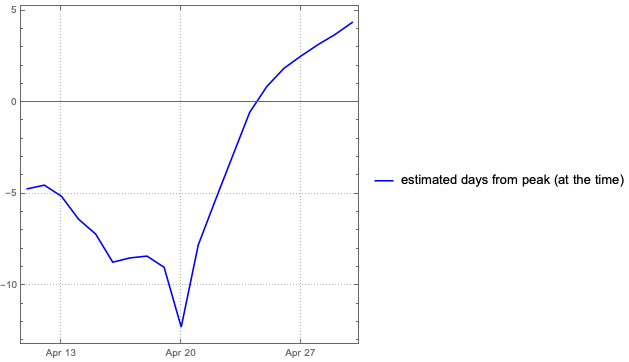 5
0
-5
-10
Apr 13
Apr 20
Apr 27
estimated days from peak (at the time)